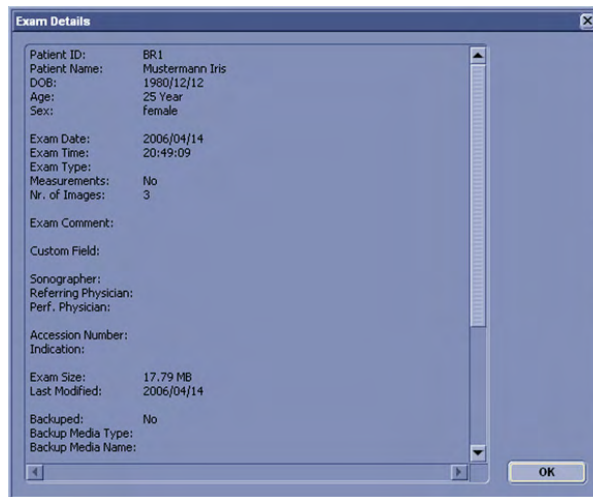 Exam Details
Patient ID: BR1
Patient Name: Mustermann Iris
DOB: 1980/12/12
Age: 25 Year
Sex: female
Exam Date: 2006/04/14
Exam Time: 20:49:09
Exam Type:
Measurements: No
Nr. of Images: 3
Exam Comment:
Custom Field:
Sonographer:
Referring Physician:
Perf. Physician:
Accession Number:
Indication:
Exam Size: 17.79 MB
Last Modified: 2006/04/14
Backuped: No
Backup Media Type:
Backup Media Name:
OK